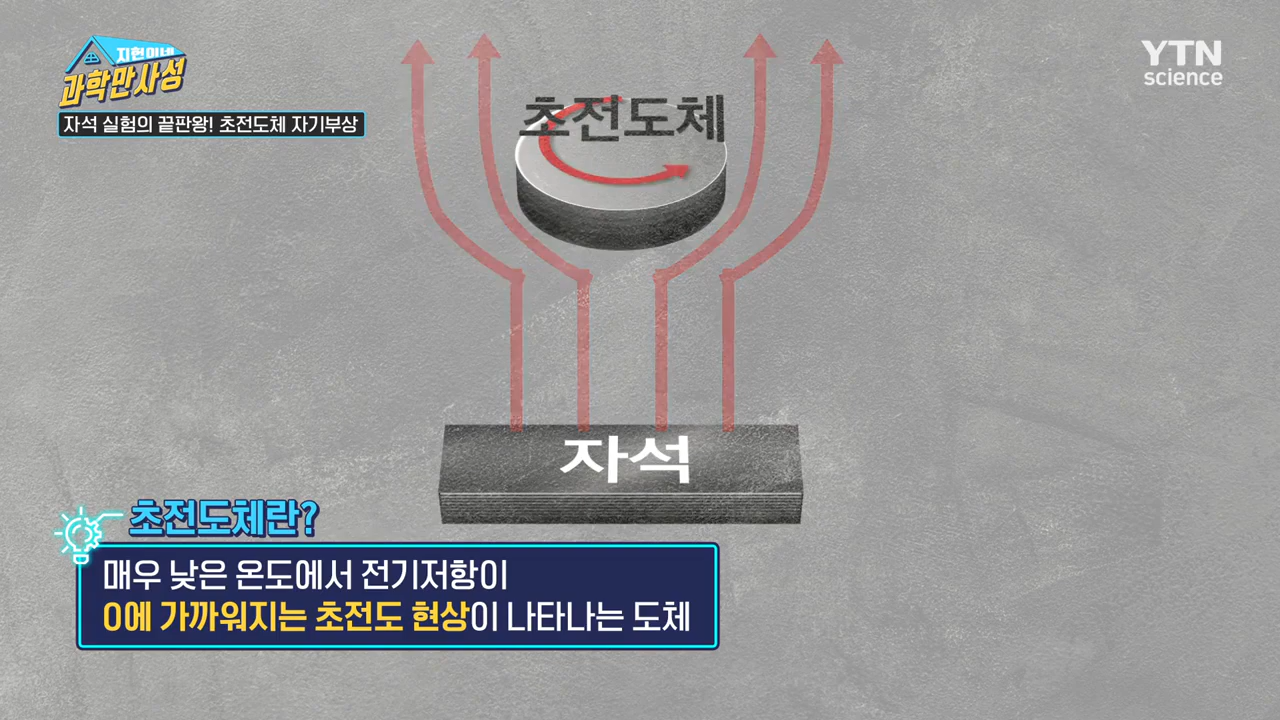 지헌이네
과학만사성
자석 실험의 끝판왕! 초전도체 자기부상
YTN
science
초전도체
자석
초전도체란?
매우 낮은 온도에서 전기저항이
0에 가까워지는 초전도 현상이 나타나는 도체